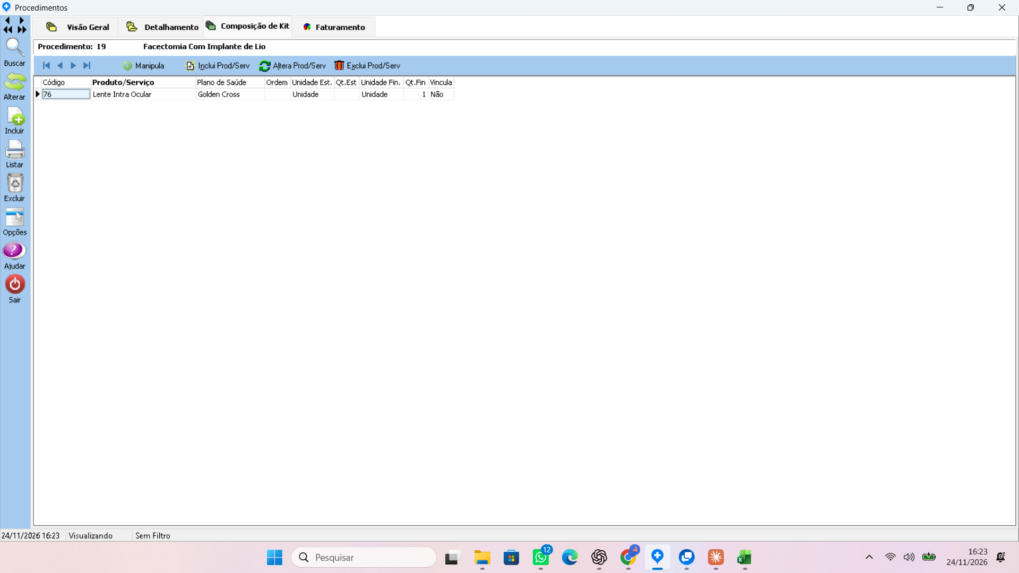 Procedimentos
Visão Geral Detalhamento Composição de Kit Faturamento
Procedimento: 19 Facectomia Com Implante de Lio
Manipula Inclui Prod/Serv Altera Prod/Serv Exclui Prod/Serv
Código Produto/Serviço Plano de Saúde Ordem Unidade Est. Qt.Est Unidade Fin. Qt.Fin Vincula
76 Lente Intra Ocular Golden Cross Unidade Unidade 1 Não
Buscar
Alterar
Incluir
Listar
Excluir
Opções
Ajudar
Sair
24/11/2026 16:23 Visualizando Sem Filtro
Pesquisar
12
4
16:23
24/11/2026